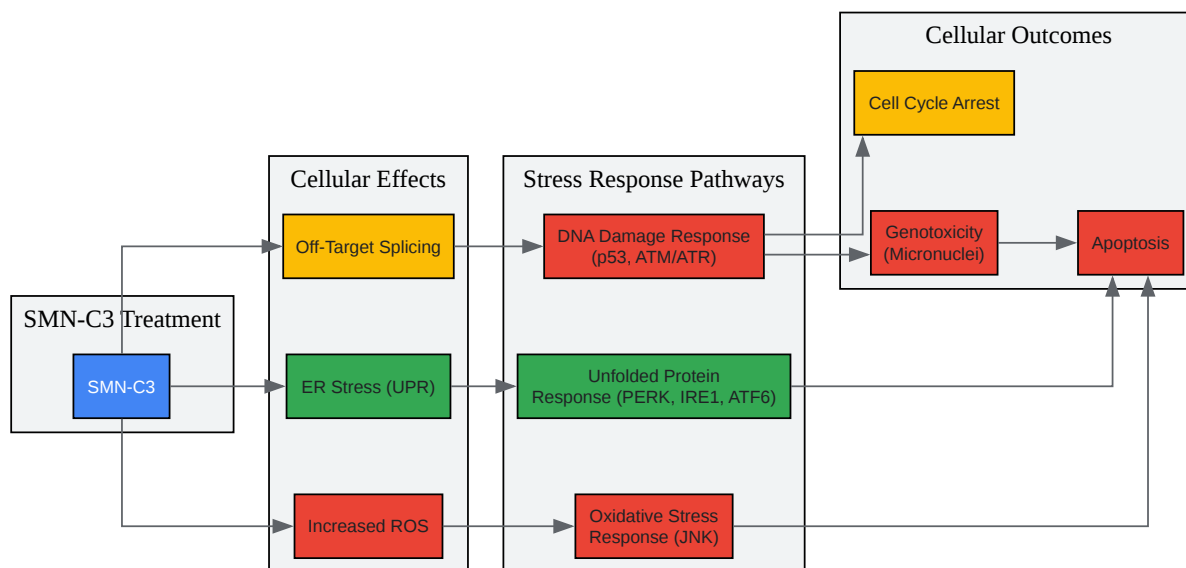 SMN-C3 Treatment
SMN-C3
Cellular Effects
Off-Target Splicing
ER Stress (UPR)
Increased ROS
Stress Response Pathways
DNA Damage Response
(p53, ATM/ATR)
Unfolded Protein
Response (PERK, IRE1, ATF6)
Oxidative Stress
Response (JNK)
Cellular Outcomes
Cell Cycle Arrest
Genotoxicity
(Micronuclei)
Apoptosis